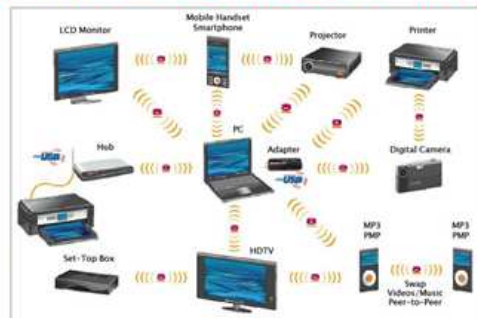 LCD Monitor
Mobile Handset
Smartphone
Projector
Printer
PC
Hub
Adapter
USB
USB
Digital Camera
MP3
PMP
MP3
PMP
Set-Top Box
HDTV
Swap
Videos/Music
Peer-to-Peer